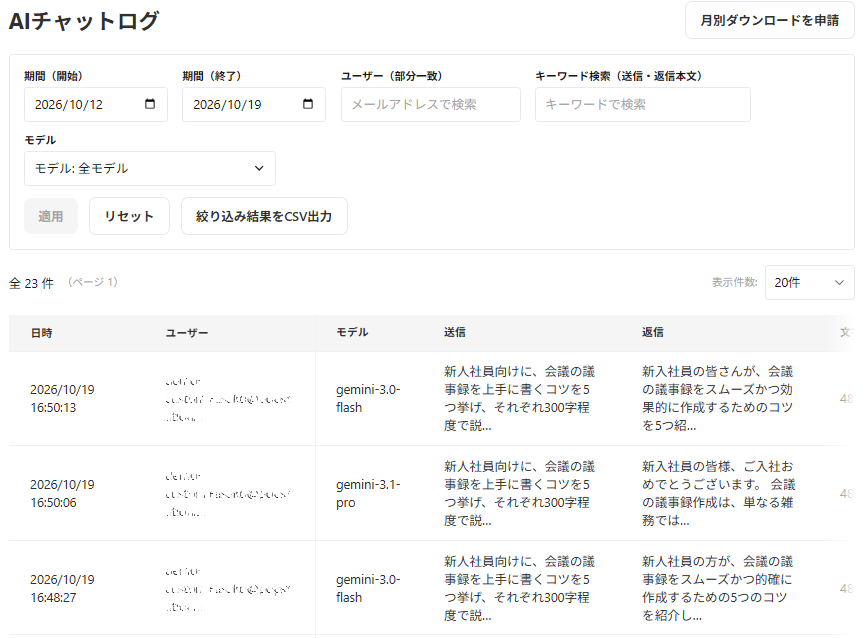 AIチャットログ
月別ダウンロードを申請
期間（開始）
期間（終了）
ユーザー（部分一致）
キーワード検索（送信・返信本文）
2026/10/12
2026/10/19
メールアドレスで検索
キーワードで検索
モデル
モデル: 全モデル
適用
リセット
絞り込み結果をCSV出力
全 23 件
（ページ 1）
表示件数:
20件
日時
ユーザー
モデル
送信
返信
2026/10/19
16:50:13
gemini-3.0-
flash
新人社員向けに、会議の議
事録を上手に書くコツを5
つ挙げ、それぞれ300字程
度で説...
新入社員の皆さんが、会議
の議事録をスムーズかつ効
果的に作成するためのコツ
を5つ紹...
48
2026/10/19
16:50:06
gemini-3.1-
pro
新人社員向けに、会議の議
事録を上手に書くコツを5
つ挙げ、それぞれ300字程
度で説...
新入社員の皆様、ご入社お
めでとうございます。 会議
の議事録作成は、単なる雑
務では...
48
2026/10/19
16:48:27
gemini-3.0-
flash
新人社員向けに、会議の議
事録を上手に書くコツを5
つ挙げ、それぞれ300字程
度で説...
新入社員の方が、会議の議
事録をスムーズかつ的確に
作成するための5つのコツ
を紹介し...
48